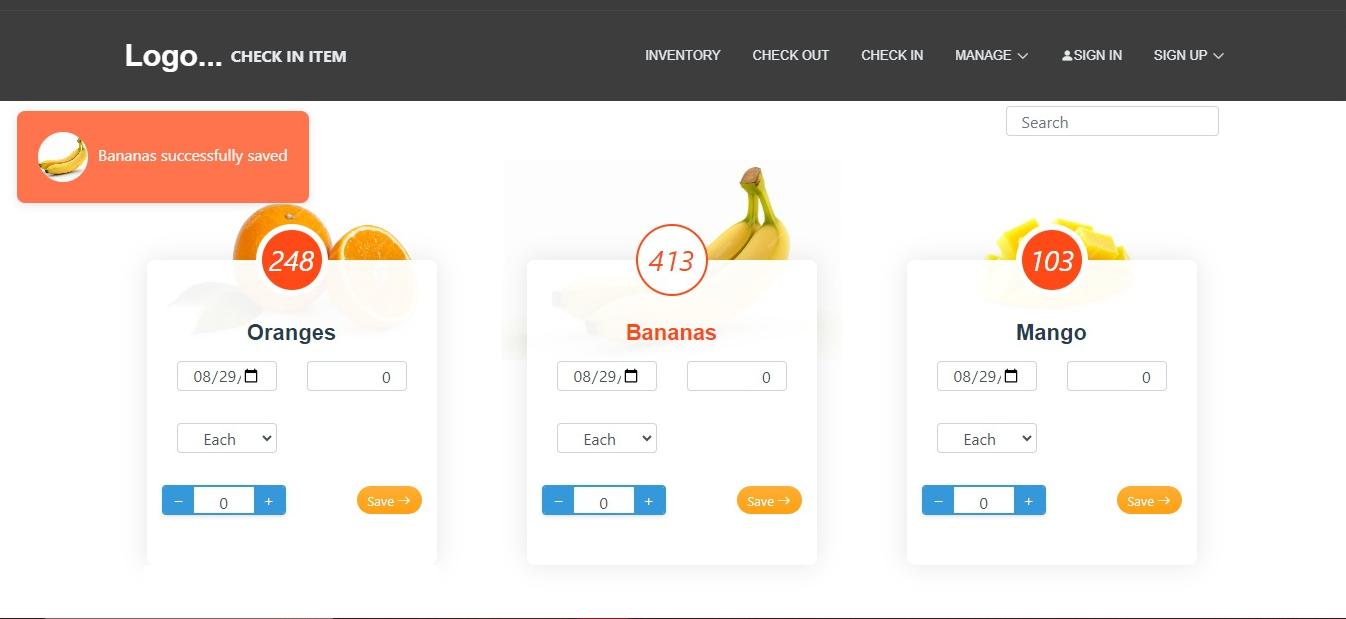 Logo... CHECK IN ITEM INVENTORY CHECK OUT CHECK IN MANAGE SIGN IN SIGN UP
Search
Bananas successfully saved
248 413 103
Oranges Bananas Mango
08/29/ 0 08/29/ 0 08/29/ 0
Each Each Each
− 0 + Save → − 0 + Save → − 0 + Save →